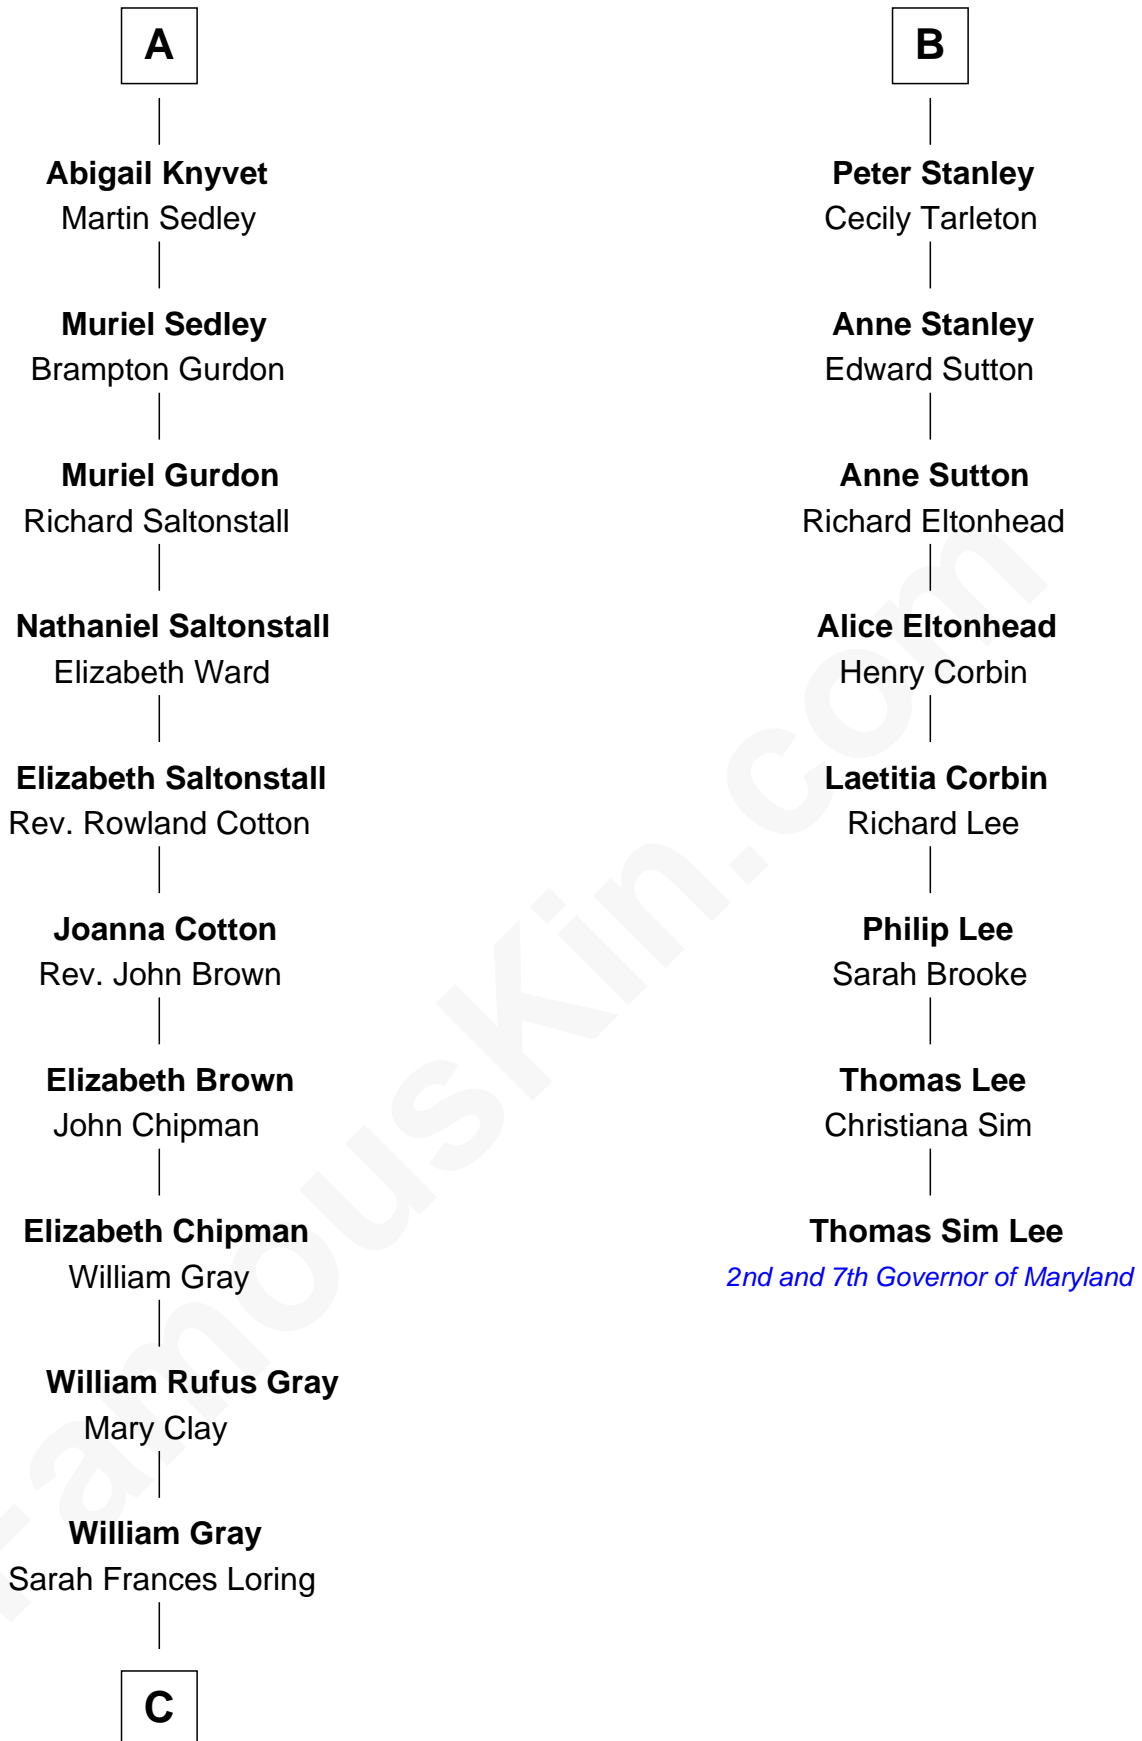 A
Abigail Knyvet
Martin Sedley
Muriel Sedley
Brampton Gurdon
Muriel Gurdon
Richard Saltonstall
Nathaniel Saltonstall
Elizabeth Ward
Elizabeth Saltonstall
Rev. Rowland Cotton
Joanna Cotton
Rev. John Brown
Elizabeth Brown
John Chipman
Elizabeth Chipman
William Gray
William Rufus Gray
Mary Clay
William Gray
Sarah Frances Loring
C
B
Peter Stanley
Cecily Tarleton
Anne Stanley
Edward Sutton
Anne Sutton
Richard Eltonhead
Alice Eltonhead
Henry Corbin
Laetitia Corbin
Richard Lee
Philip Lee
Sarah Brooke
Thomas Lee
Christiana Sim
Thomas Sim Lee
2nd and 7th Governor of Maryland
FamousKin.com